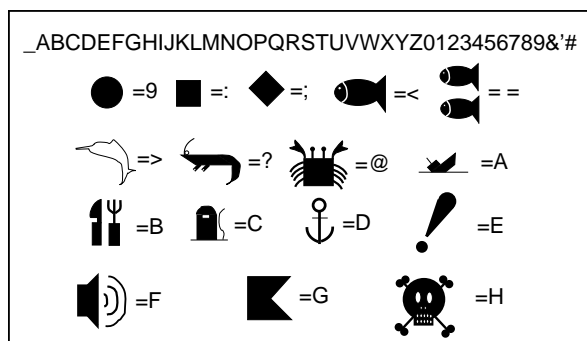 _ABCDEFGHIJKLMNOPQRSTUVWXYZ0123456789&'#
=9 =: =; =< = =
=> =? =@ =A
=B =C =D =E
=F =G =H